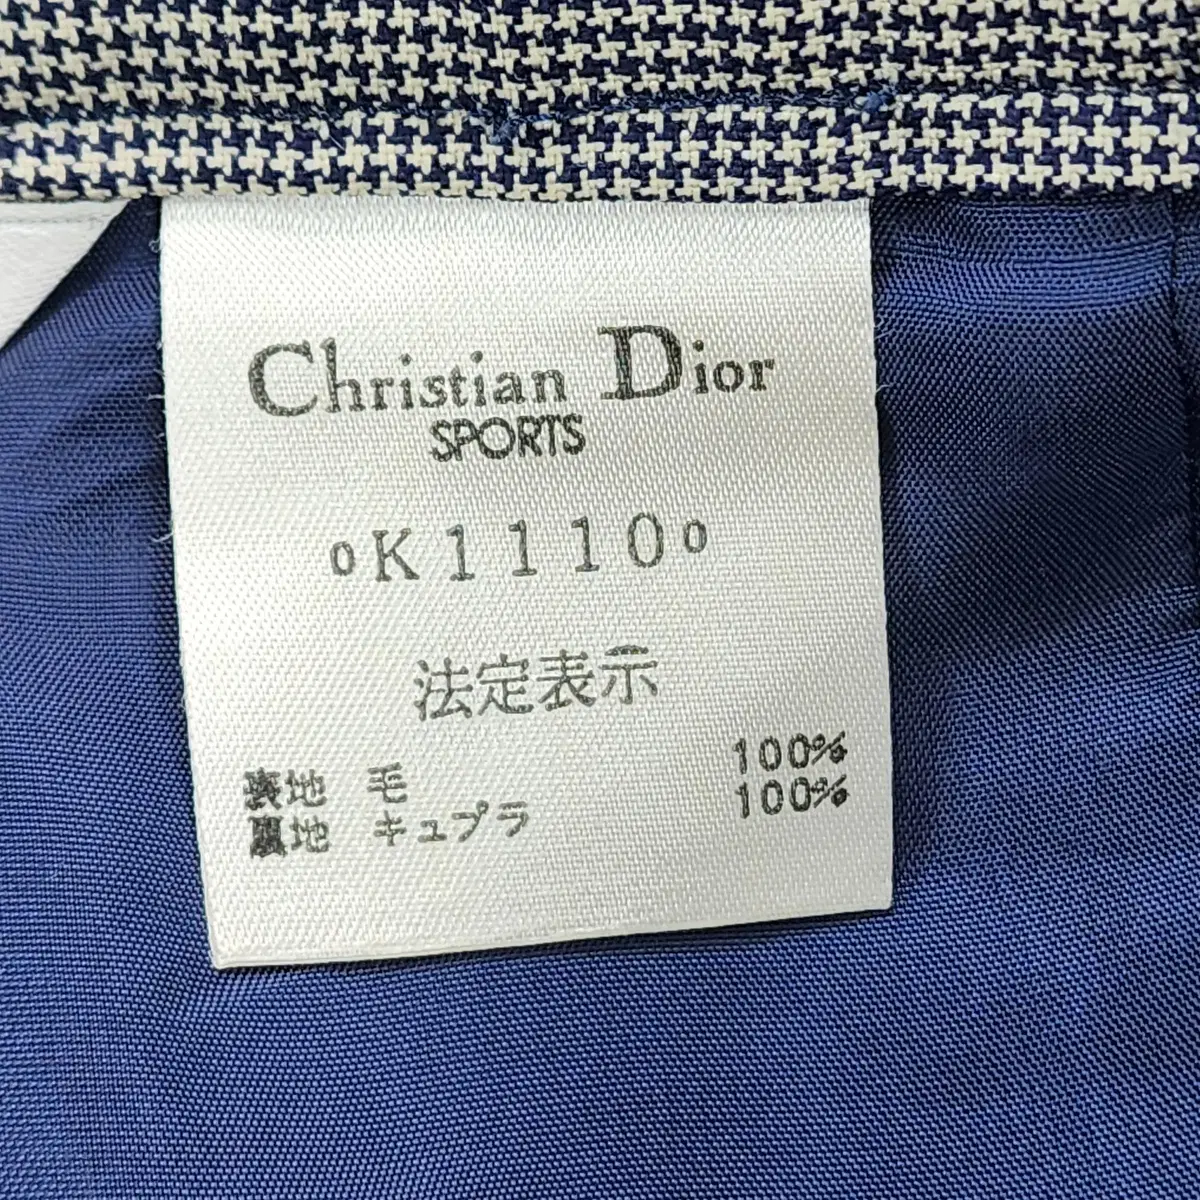 Christian Dior
SPORTS
0K11100
法定表示
表地 毛 100%
裏地 キュプラ 100%